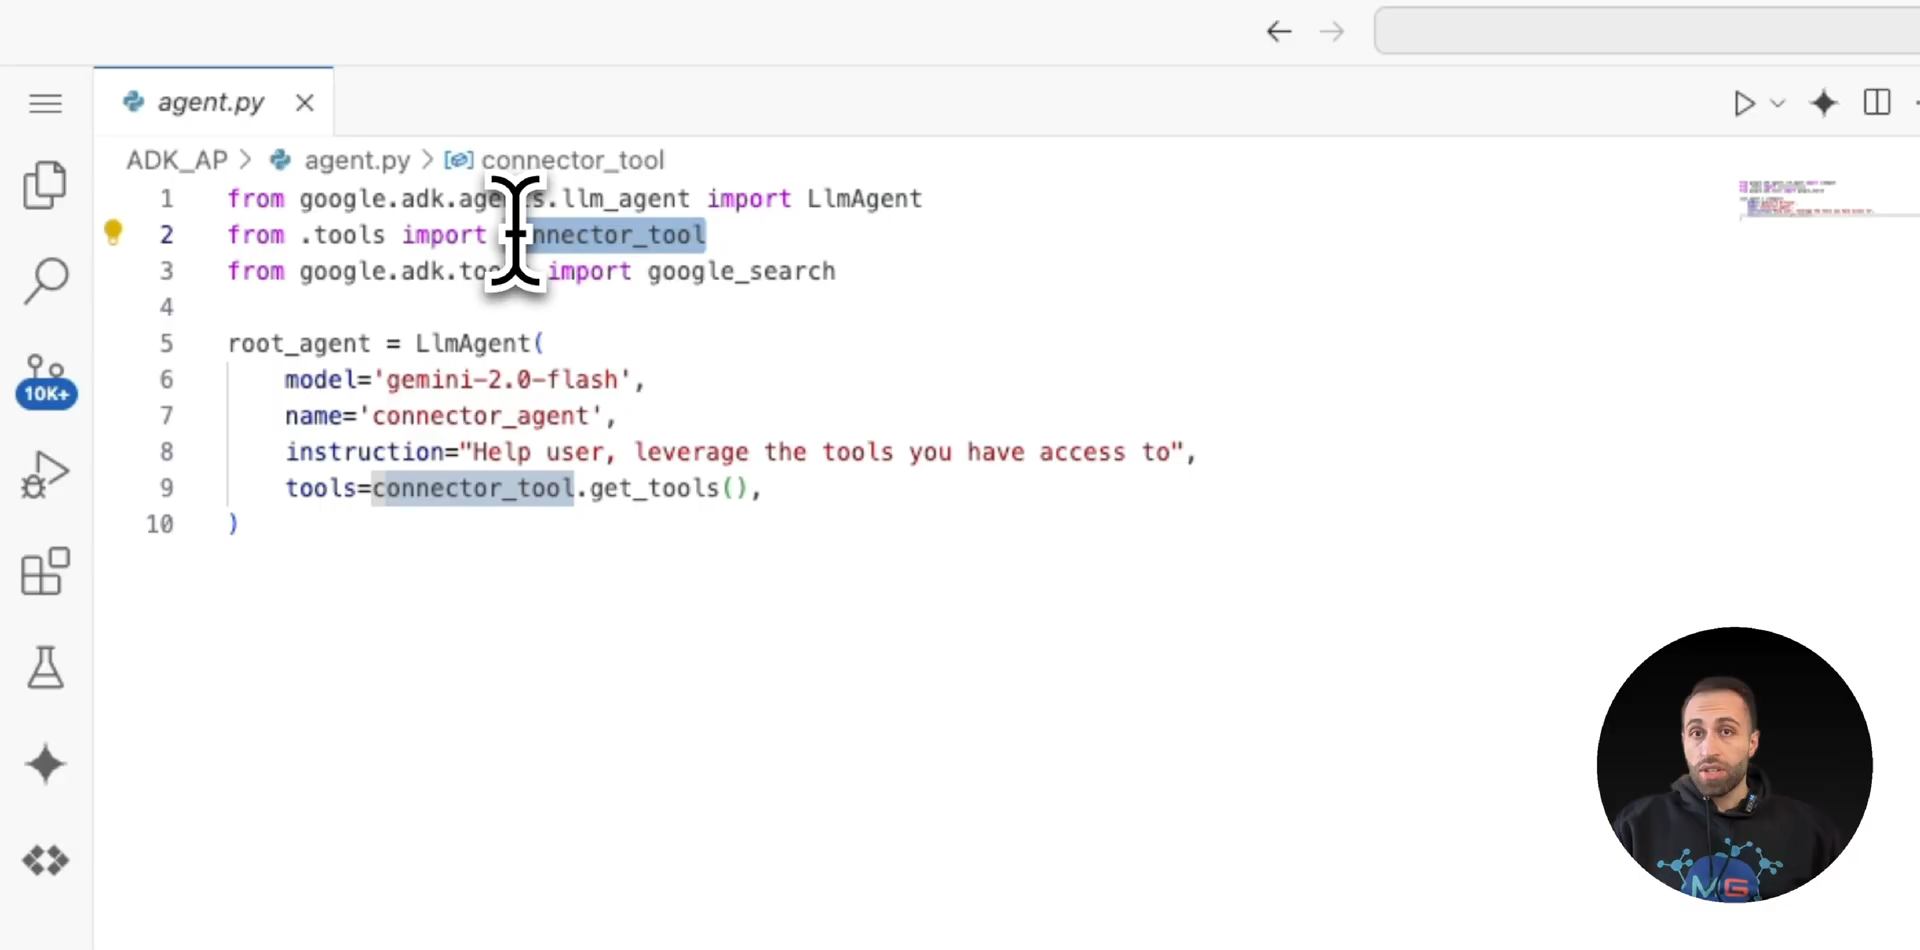 agent.py
ADK_AP > agent.py > connector_tool
1 from google.adk.age s.llm_agent import LlmAgent
2 from .tools import nnector_tool
3 from google.adk.to import google_search
4
5 root_agent = LlmAgent(
6 model='gemini-2.0-flash',
7 name='connector_agent',
8 instruction="Help user, leverage the tools you have access to",
9 tools=connector_tool.get_tools(),
10 )
10K+
MG